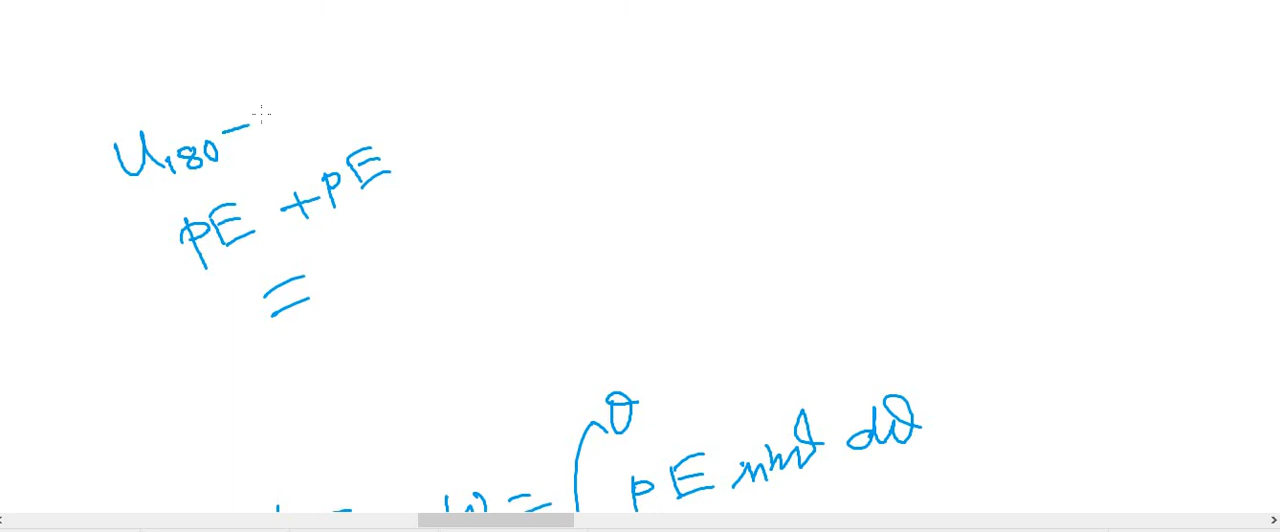 U180 -
PE + PE
=
W = ∫^θ PE sinθ dθ